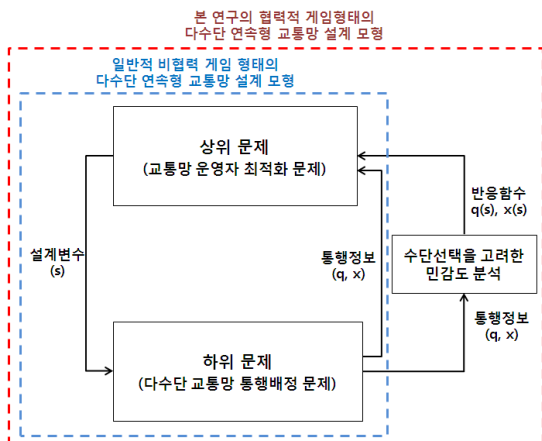 본 연구의 협력적 게임형태의
다수단 연속형 교통망 설계 모형
일반적 비협력 게임 형태의
다수단 연속형 교통망 설계 모형
상위 문제
(교통망 운영자 최적화 문제)
설계변수
(s)
통행정보
(q, x)
반응함수
q(s), x(s)
수단선택을 고려한
민감도 분석
통행정보
(q, x)
하위 문제
(다수단 교통망 통행배정 문제)